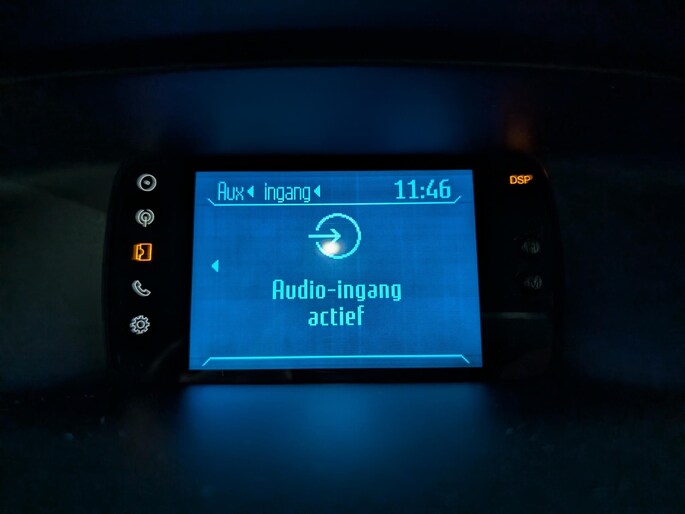 Aux ingang 11:46
DSP
Audio-ingang
actief